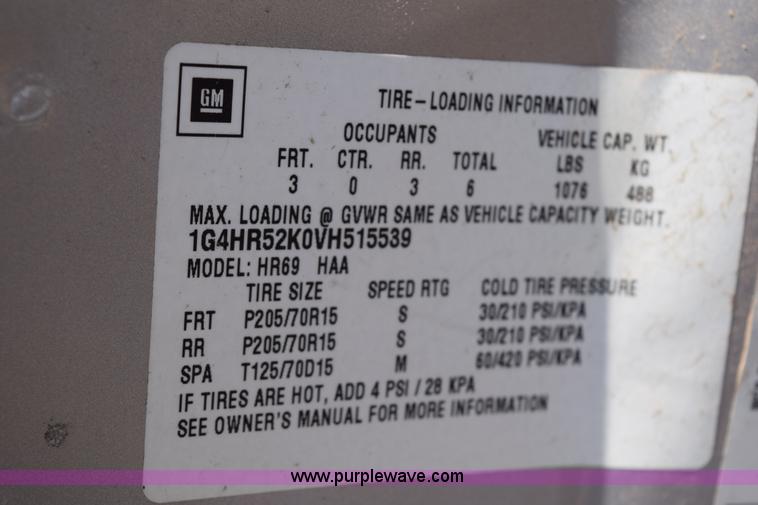 GM
TIRE-LOADING INFORMATION
OCCUPANTS VEHICLE CAP. WT.
FRT. CTR. RR. TOTAL LBS KG
3 0 3 6 1076 488
MAX. LOADING @ GVWR SAME AS VEHICLE CAPACITY WEIGHT.
1G4HR52K0VH515539
MODEL: HR69 HAA
TIRE SIZE SPEED RTG COLD TIRE PRESSURE
FRT P205/70R15 S 30/210 PSI/KPA
RR P205/70R15 S 30/210 PSI/KPA
SPA T125/70D15 M 60/420 PSI/KPA
IF TIRES ARE HOT, ADD 4 PSI / 28 KPA
SEE OWNER'S MANUAL FOR MORE INFORMATION
www.purplewave.com